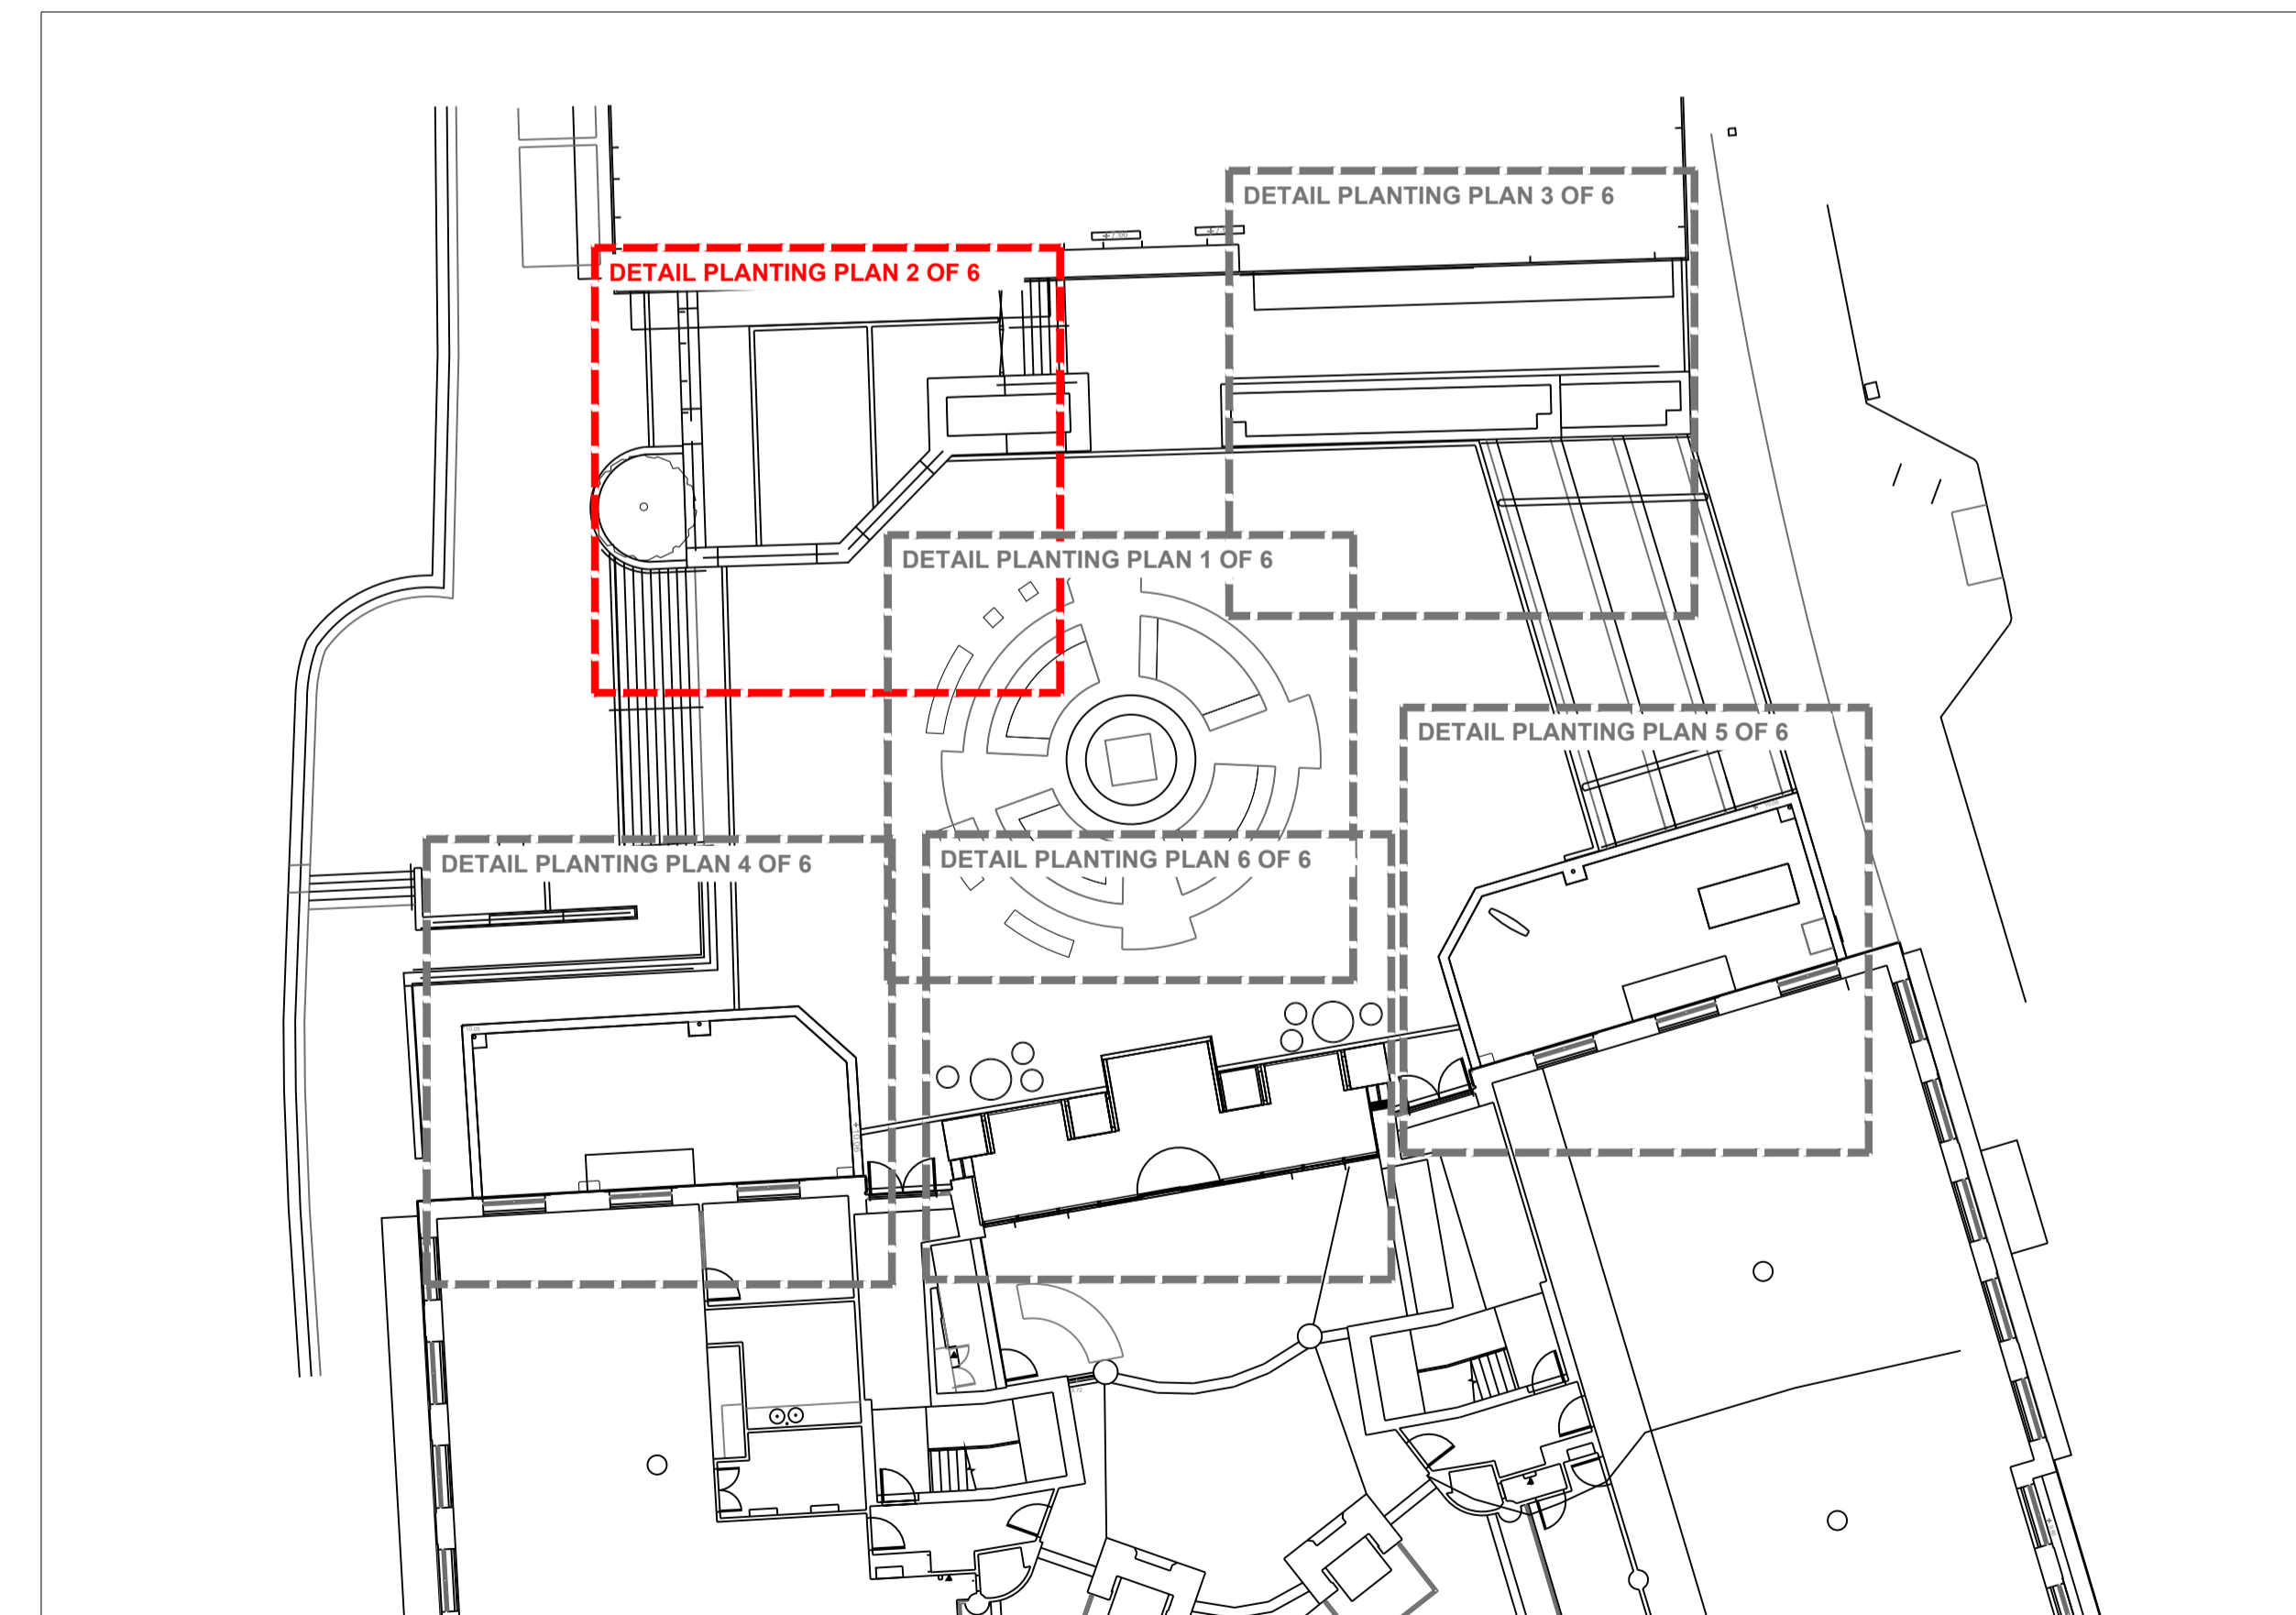 DETAIL PLANTING PLAN 3 OF 6
DETAIL PLANTING PLAN 2 OF 6
DETAIL PLANTING PLAN 1 OF 6
DETAIL PLANTING PLAN 5 OF 6
DETAIL PLANTING PLAN 4 OF 6
DETAIL PLANTING PLAN 6 OF 6